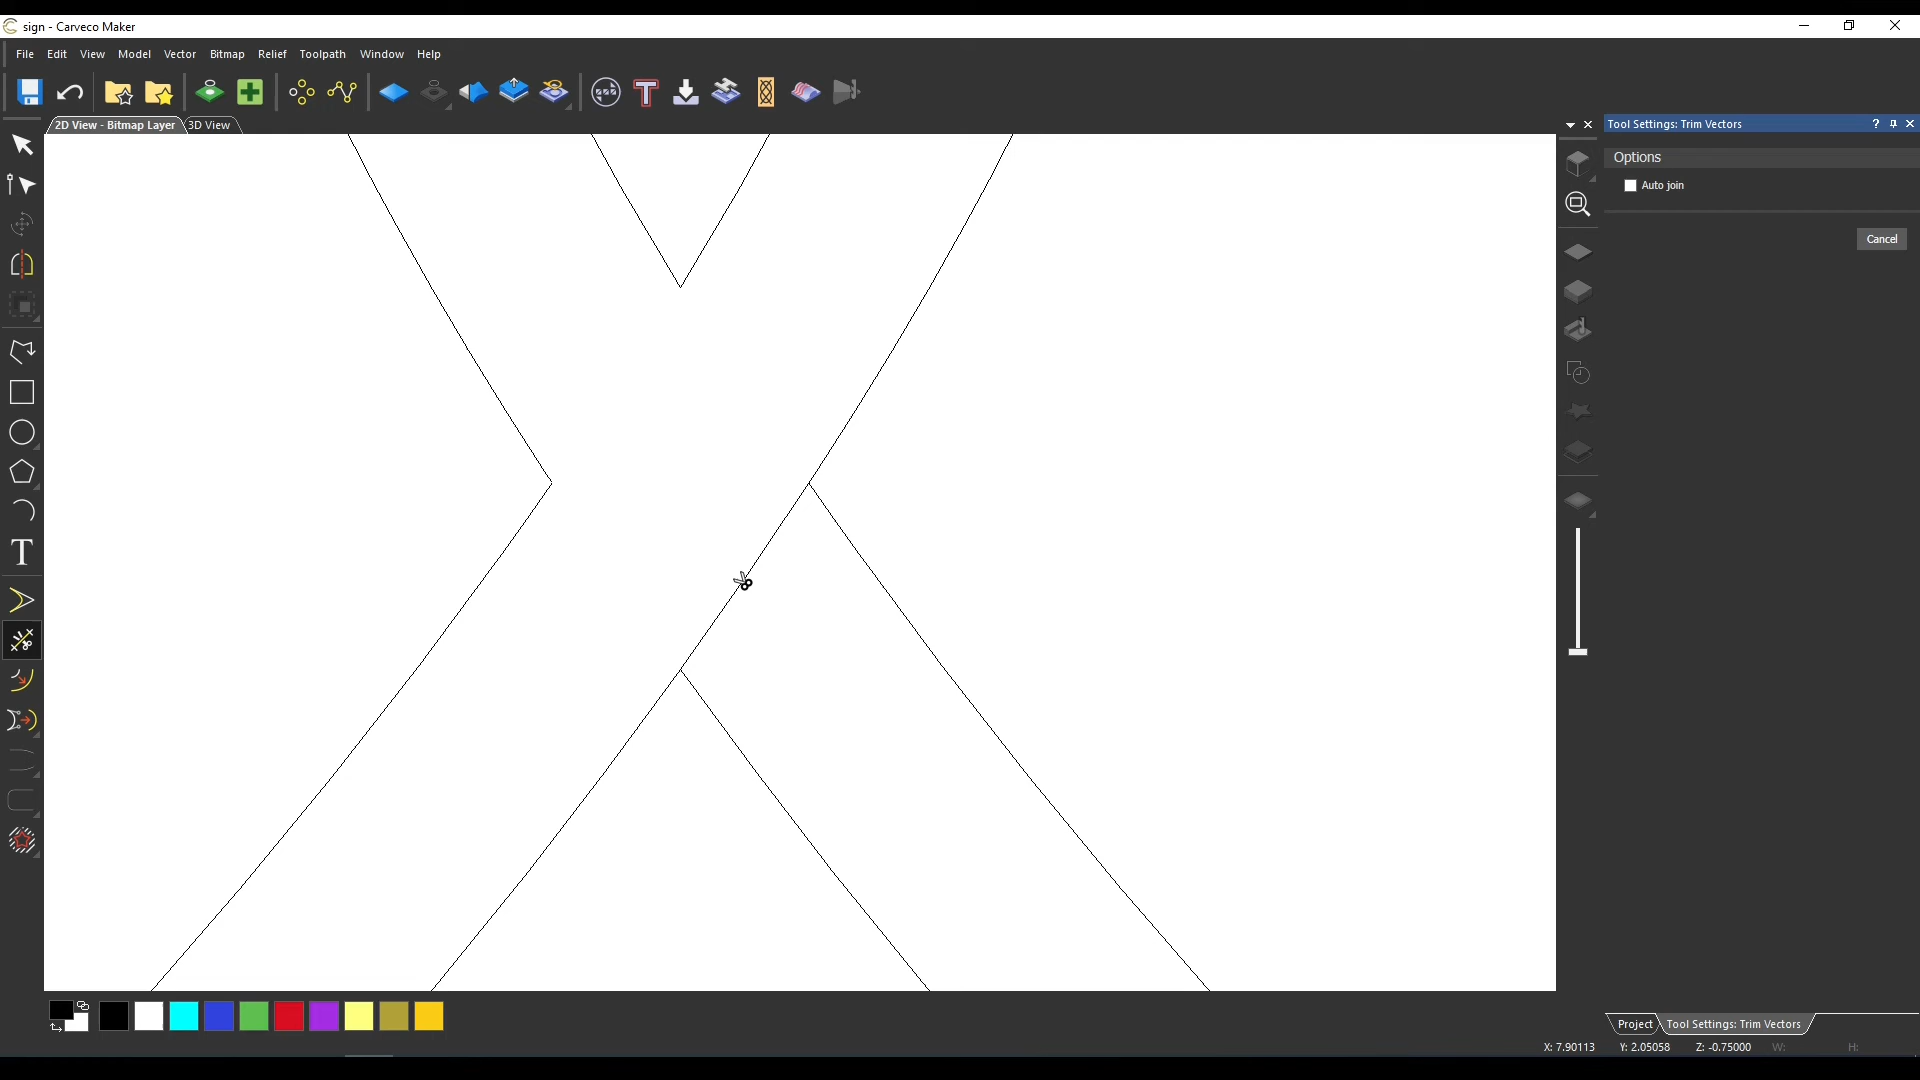 sign - Carveco Maker
File Edit View Model Vector Bitmap Relief Toolpath Window Help
2D View - Bitmap Layer 3D View
Tool Settings: Trim Vectors
Options
Auto join
Cancel
Project Tool Settings: Trim Vectors
X: 7.90113 Y: 2.05058 Z: -0.75000 W: H: